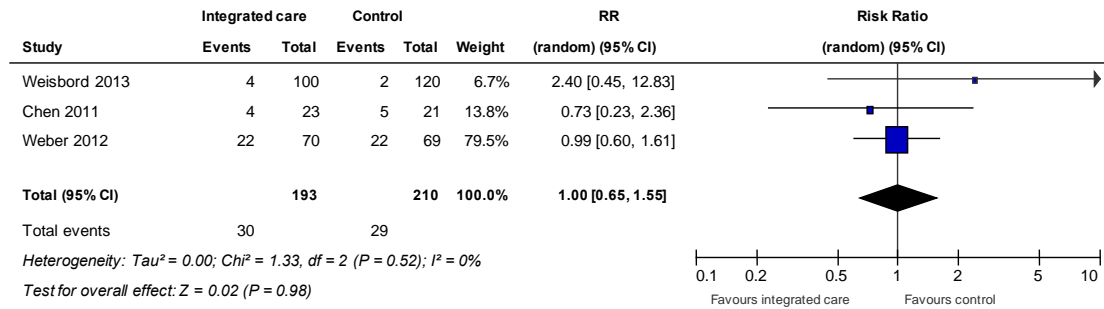 Integrated care Control RR Risk Ratio
Study Events Total Events Total Weight (random) (95% CI) (random) (95% CI)
Weisbord 2013 4 100 2 120 6.7% 2.40 [0.45, 12.83]
Chen 2011 4 23 5 21 13.8% 0.73 [0.23, 2.36]
Weber 2012 22 70 22 69 79.5% 0.99 [0.60, 1.61]
Total (95% CI) 193 210 100.0% 1.00 [0.65, 1.55]
Total events 30 29
Heterogeneity: Tau² = 0.00; Chi² = 1.33, df = 2 (P = 0.52); I² = 0%
Test for overall effect: Z = 0.02 (P = 0.98)
0.1 0.2 0.5 1 2 5 10
Favours integrated care Favours control